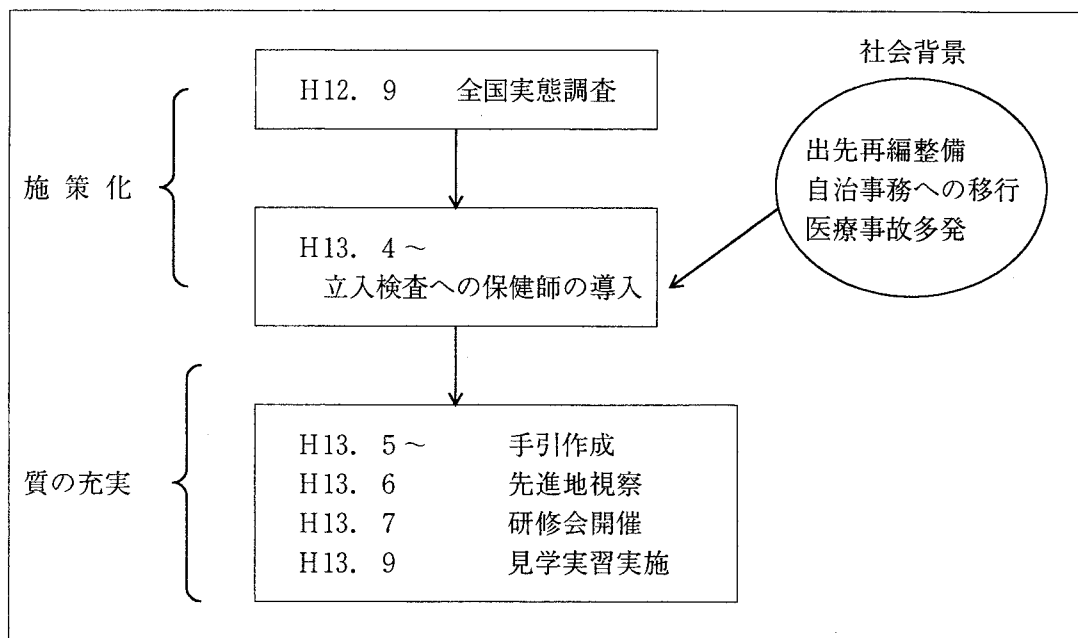 社会背景
H12. 9 全国実態調査
出先再編整備
自治事務への移行
医療事故多発
施策化
H13. 4～
立入検査への保健師の導入
質の充実
H13. 5～ 手引作成
H13. 6 先進地視察
H13. 7 研修会開催
H13. 9 見学実習実施